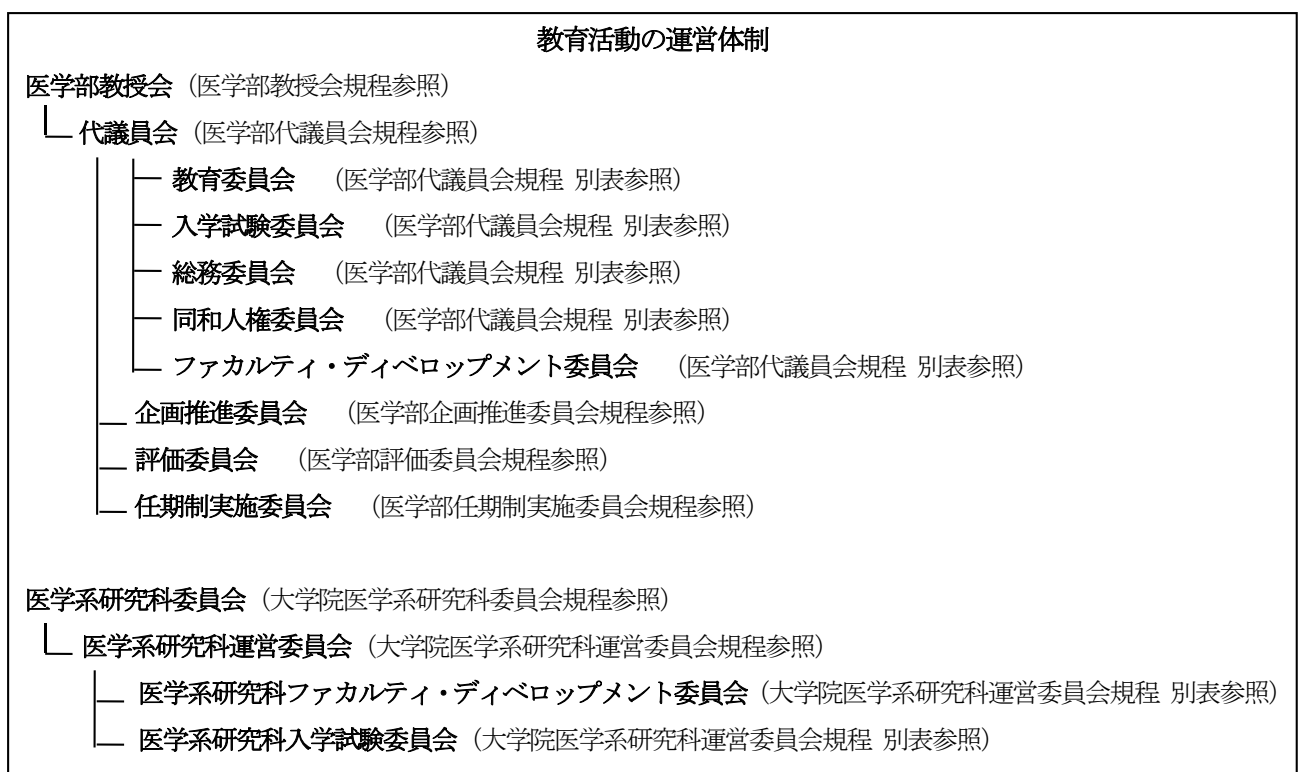 教育活動の運営体制
医学部教授会（医学部教授会規程参照）
代議員会（医学部代議員会規程参照）
教育委員会　（医学部代議員会規程 別表参照）
入学試験委員会　（医学部代議員会規程 別表参照）
総務委員会　（医学部代議員会規程 別表参照）
同和人権委員会　（医学部代議員会規程 別表参照）
ファカルティ・ディベロップメント委員会　（医学部代議員会規程 別表参照）
企画推進委員会　（医学部企画推進委員会規程参照）
評価委員会　（医学部評価委員会規程参照）
任期制実施委員会　（医学部任期制実施委員会規程参照）
医学系研究科委員会（大学院医学系研究科委員会規程参照）
医学系研究科運営委員会（大学院医学系研究科運営委員会規程参照）
医学系研究科ファカルティ・ディベロップメント委員会（大学院医学系研究科運営委員会規程 別表参照）
医学系研究科入学試験委員会（大学院医学系研究科運営委員会規程 別表参照）